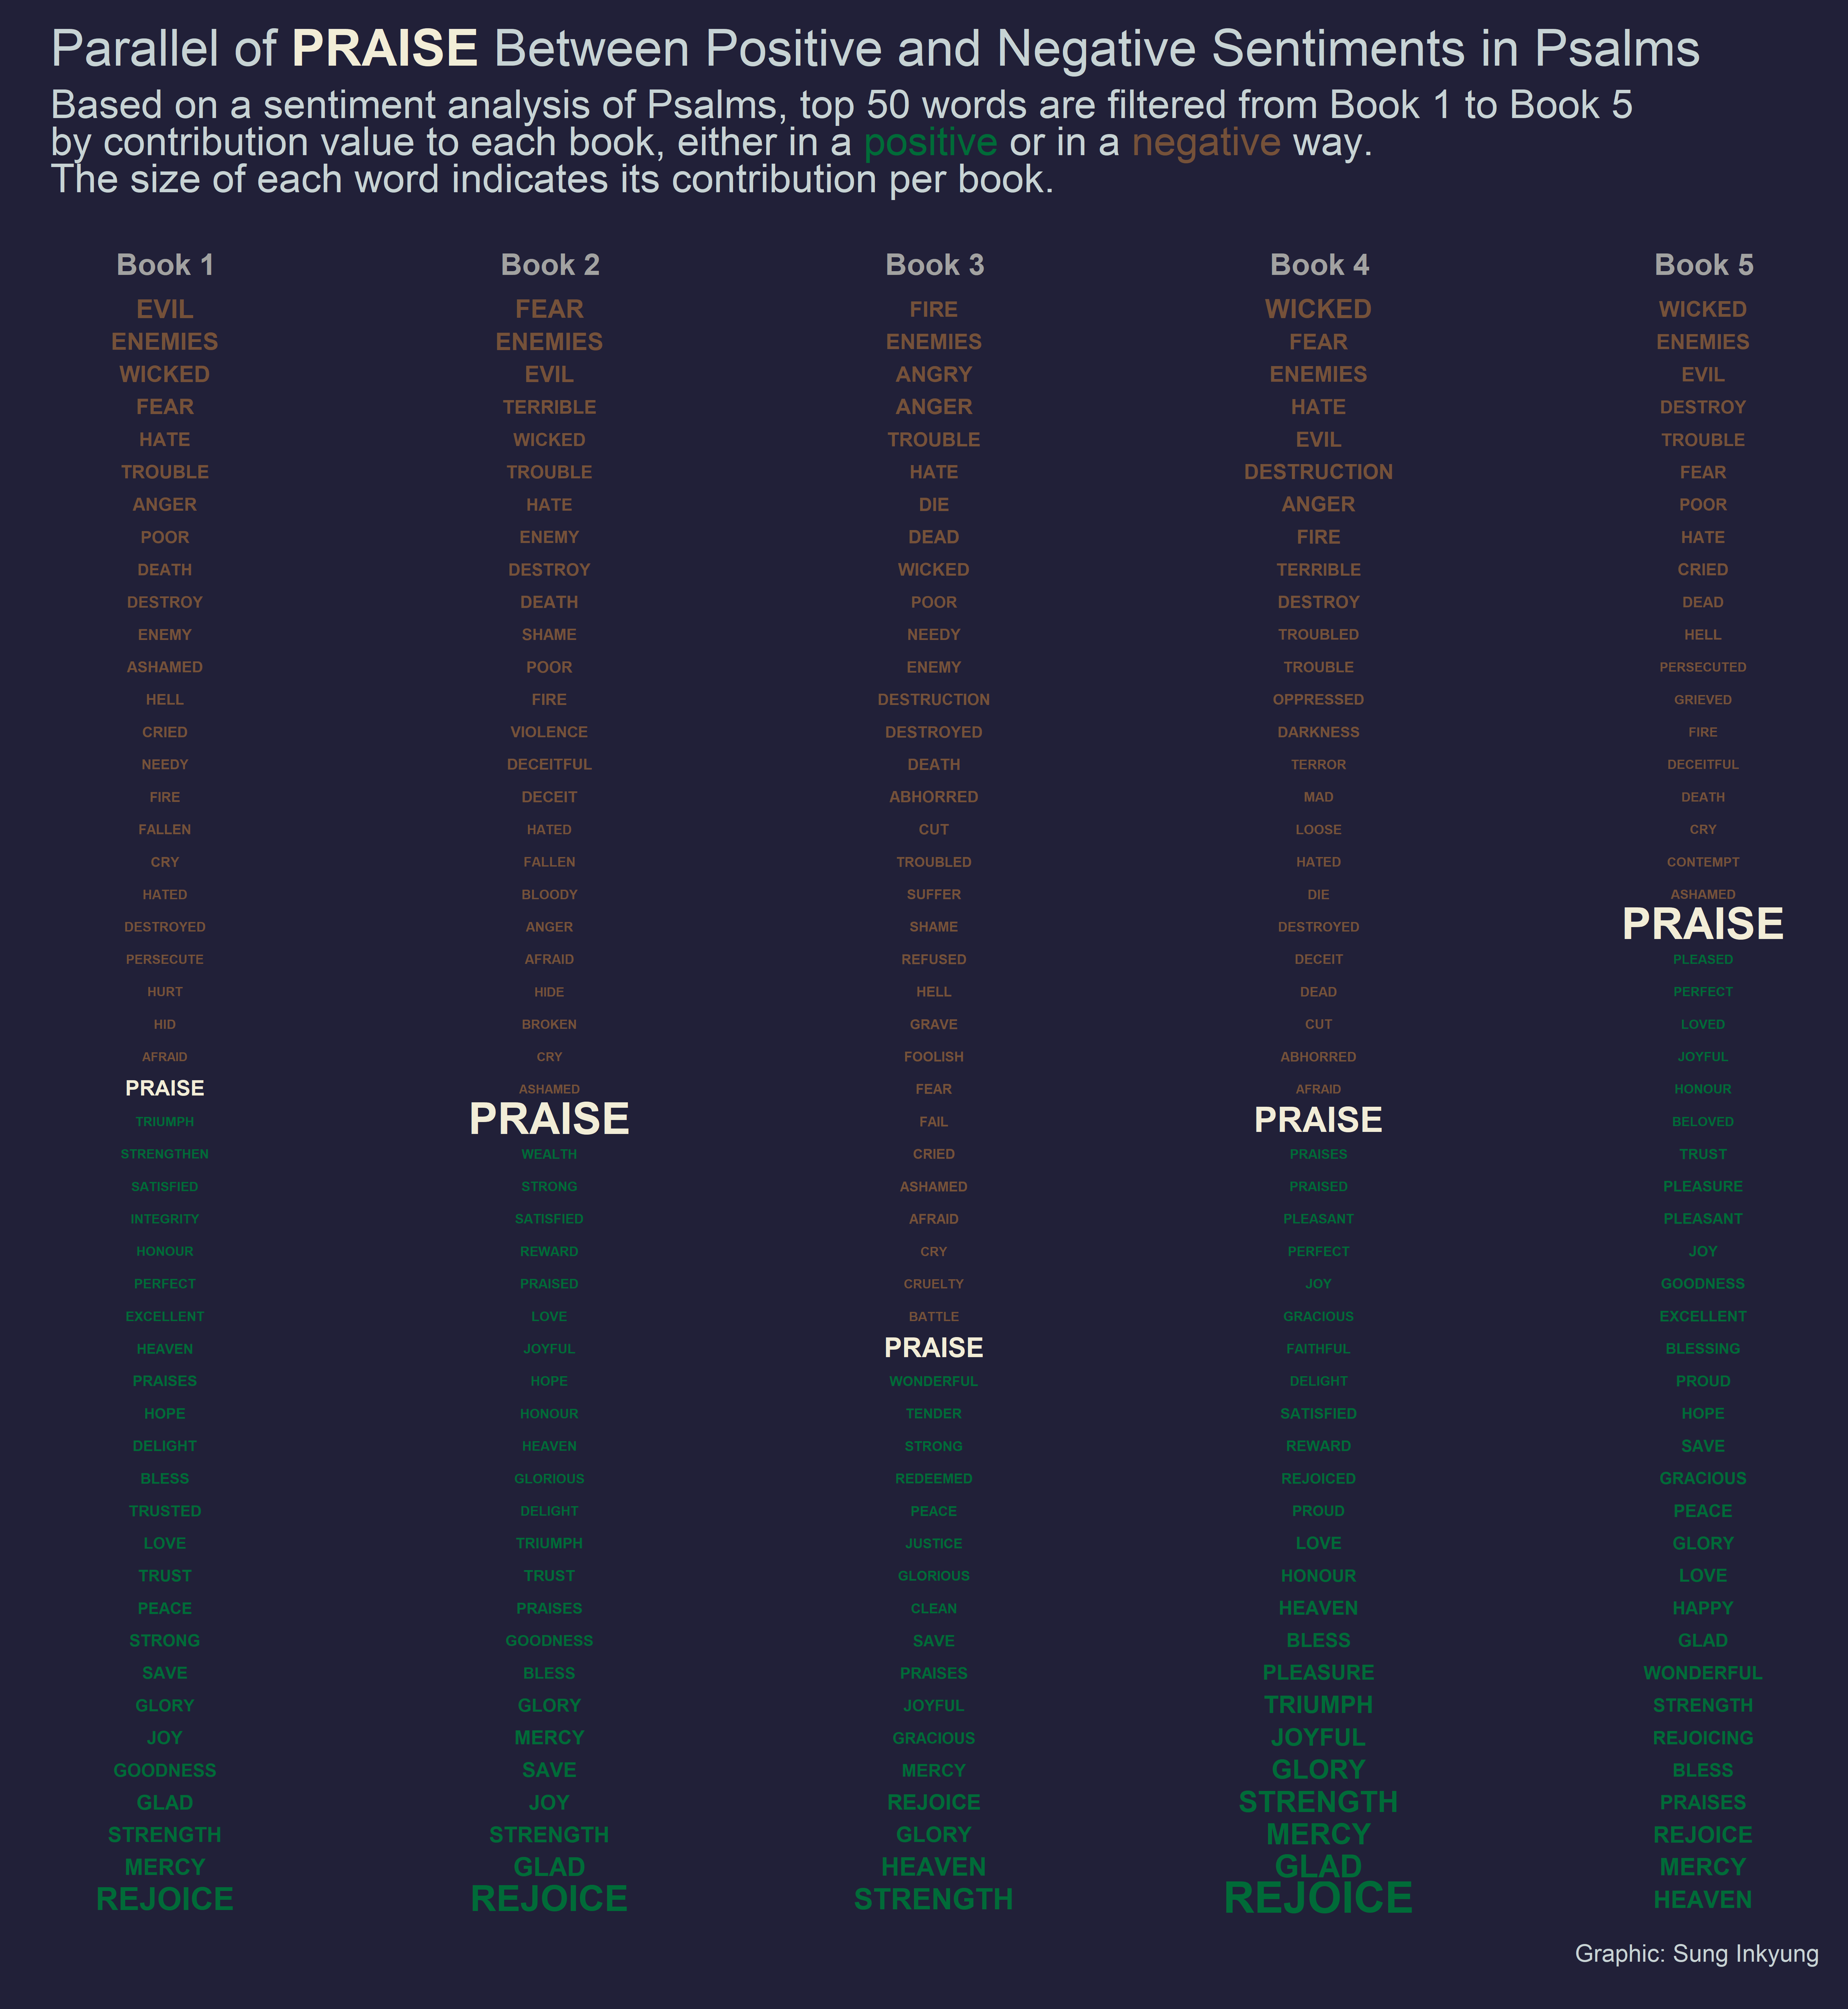 Parallel of PRAISE Between Positive and Negative Sentiments in Psalms
Based on a sentiment analysis of Psalms, top 50 words are filtered from Book 1 to Book 5
by contribution value to each book, either in a positive or in a negative way.
The size of each word indicates its contribution per book.
Book 1 Book 2 Book 3 Book 4 Book 5
EVIL FEAR FIRE WICKED WICKED
ENEMIES ENEMIES ENEMIES FEAR ENEMIES
WICKED EVIL ANGRY ENEMIES EVIL
FEAR TERRIBLE ANGER HATE DESTROY
HATE WICKED TROUBLE EVIL TROUBLE
TROUBLE TROUBLE HATE DESTRUCTION FEAR
ANGER HATE DIE ANGER POOR
POOR ENEMY DEAD FIRE HATE
DEATH DESTROY WICKED TERRIBLE CRIED
DESTROY DEATH POOR DESTROY DEAD
ENEMY SHAME NEEDY TROUBLED HELL
ASHAMED POOR ENEMY TROUBLE PERSECUTED
HELL FIRE DESTRUCTION OPPRESSED GRIEVED
CRIED VIOLENCE DESTROYED DARKNESS FIRE
NEEDY DECEITFUL DEATH TERROR DECEITFUL
FIRE DECEIT ABHORRED MAD DEATH
FALLEN HATED CUT LOOSE CRY
CRY FALLEN TROUBLED HATED CONTEMPT
HATED BLOODY SUFFER DIE ASHAMED
DESTROYED ANGER SHAME DESTROYED PRAISE
PERSECUTE AFRAID REFUSED DECEIT PLEASED
HURT HIDE HELL DEAD PERFECT
HID BROKEN GRAVE CUT LOVED
AFRAID CRY FOOLISH ABHORRED JOYFUL
PRAISE ASHAMED FEAR AFRAID HONOUR
TRIUMPH PRAISE FAIL PRAISE BELOVED
STRENGTHEN WEALTH CRIED PRAISES TRUST
SATISFIED STRONG ASHAMED PRAISED PLEASURE
INTEGRITY SATISFIED AFRAID PLEASANT PLEASANT
HONOUR REWARD CRY PERFECT JOY
PERFECT PRAISED CRUELTY JOY GOODNESS
EXCELLENT LOVE BATTLE GRACIOUS EXCELLENT
HEAVEN JOYFUL PRAISE FAITHFUL BLESSING
PRAISES HOPE WONDERFUL DELIGHT PROUD
HOPE HONOUR TENDER SATISFIED HOPE
DELIGHT HEAVEN STRONG REWARD SAVE
BLESS GLORIOUS REDEEMED REJOICED GRACIOUS
TRUSTED DELIGHT PEACE PROUD PEACE
LOVE TRIUMPH JUSTICE LOVE GLORY
TRUST TRUST GLORIOUS HONOUR LOVE
PEACE PRAISES CLEAN HEAVEN HAPPY
STRONG GOODNESS SAVE BLESS GLAD
SAVE BLESS PRAISES PLEASURE WONDERFUL
GLORY GLORY JOYFUL TRIUMPH STRENGTH
JOY MERCY GRACIOUS JOYFUL REJOICING
GOODNESS SAVE MERCY GLORY BLESS
GLAD JOY REJOICE STRENGTH PRAISES
STRENGTH STRENGTH GLORY MERCY REJOICE
MERCY GLAD HEAVEN GLAD MERCY
REJOICE REJOICE STRENGTH REJOICE HEAVEN
Graphic: Sung Inkyung